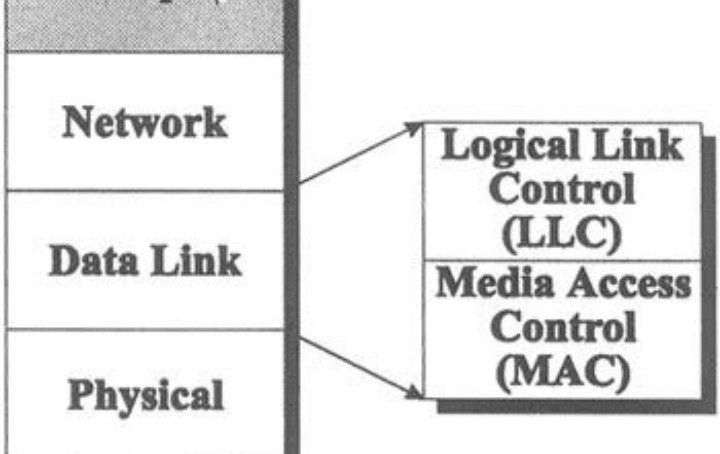 Network
Data Link
Physical
Logical Link
Control
(LLC)
Media Access
Control
(MAC)